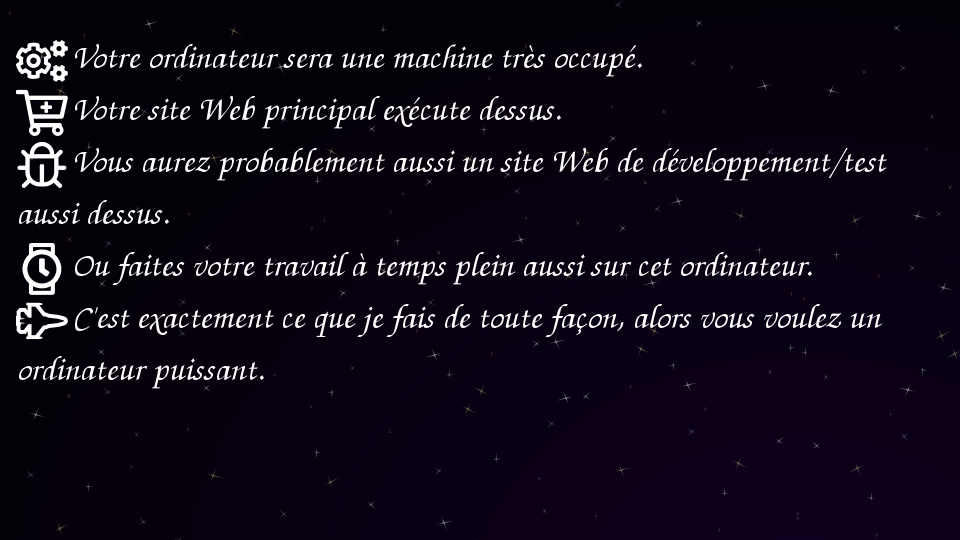 Votre ordinateur sera une machine très occupé.
Votre site Web principal exécute dessus.
Vous aurez probablement aussi un site Web de développement/test
aussi dessus.
Ou faites votre travail à temps plein aussi sur cet ordinateur.
C'est exactement ce que je fais de toute façon, alors vous voulez un
ordinateur puissant.